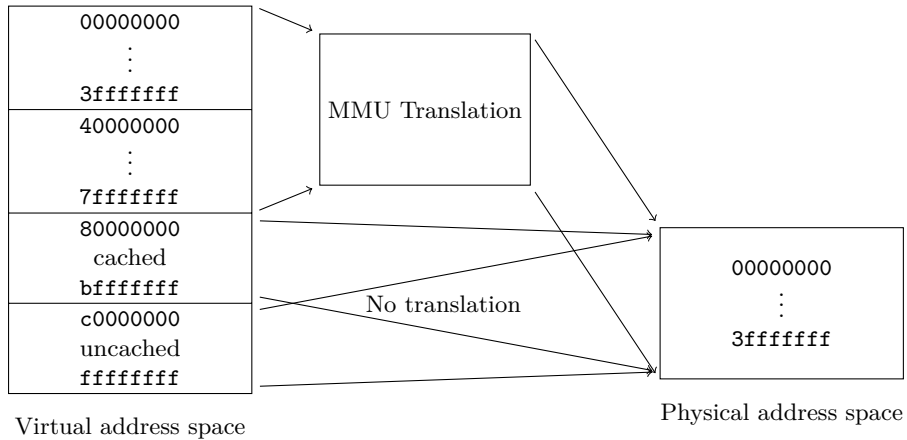 00000000
⋮
3fffffff
40000000
⋮
7fffffff
80000000
cached
bfffffff
c0000000
uncached
ffffffff
Virtual address space
MMU Translation
No translation
00000000
⋮
3fffffff
Physical address space